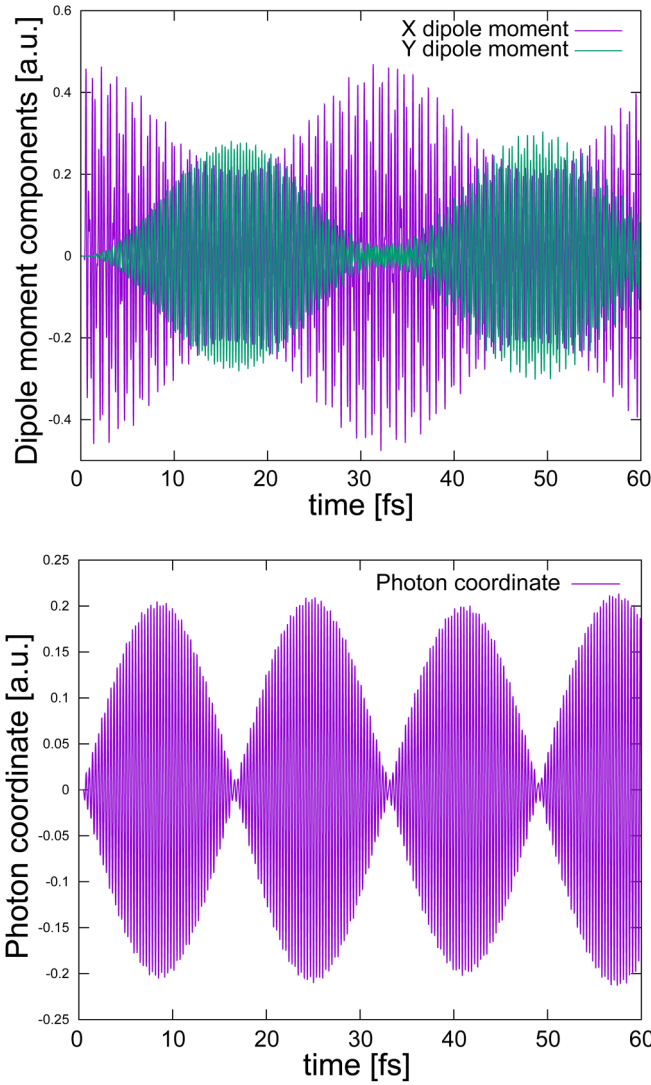 0.6
X dipole moment
Y dipole moment
0.4
0.2
0
-0.2
-0.4
Dipole moment components [a.u.]
0 10 20 30 40 50 60
time [fs]
0.25
Photon coordinate
0.2
0.15
0.1
0.05
0
-0.05
-0.1
-0.15
-0.2
-0.25
Photon coordinate [a.u.]
0 10 20 30 40 50 60
time [fs]